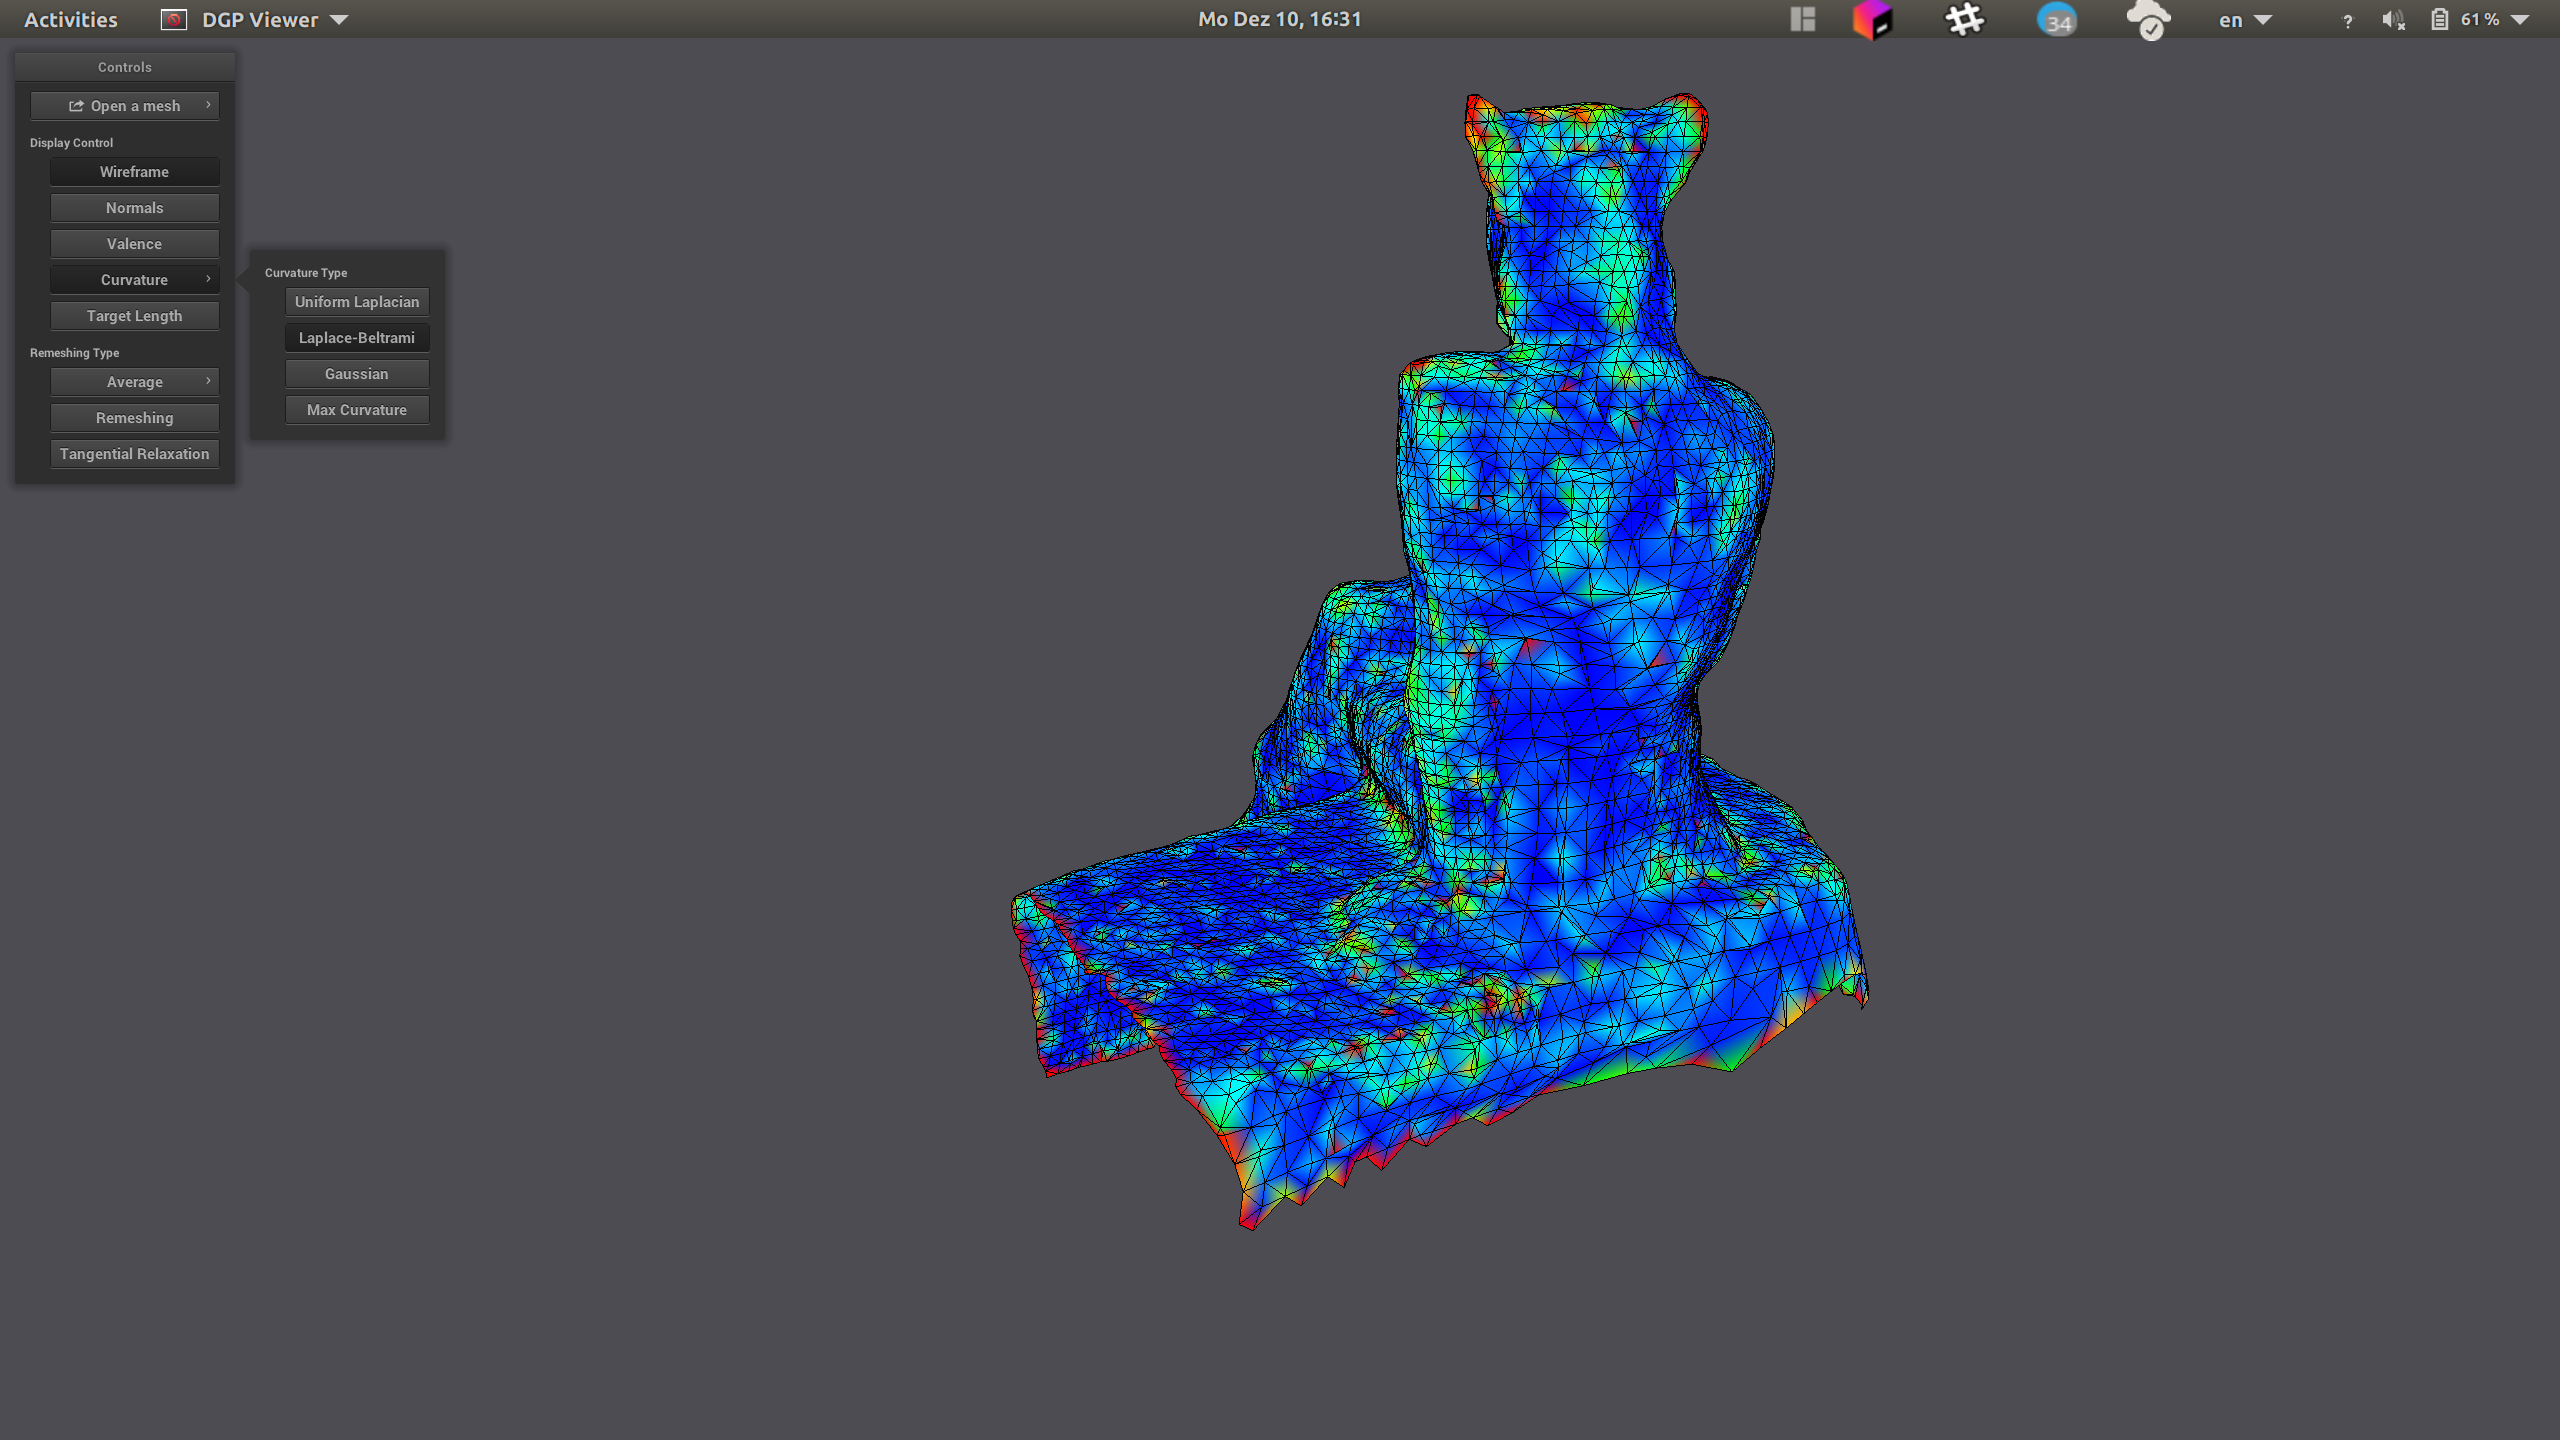 Activities DGP Viewer Mo Dez 10, 16:31 34 en ? 61 %
Controls
Open a mesh
Display Control
Wireframe
Normals
Valence
Curvature
Target Length
Remeshing Type
Average
Remeshing
Tangential Relaxation
Curvature Type
Uniform Laplacian
Laplace-Beltrami
Gaussian
Max Curvature